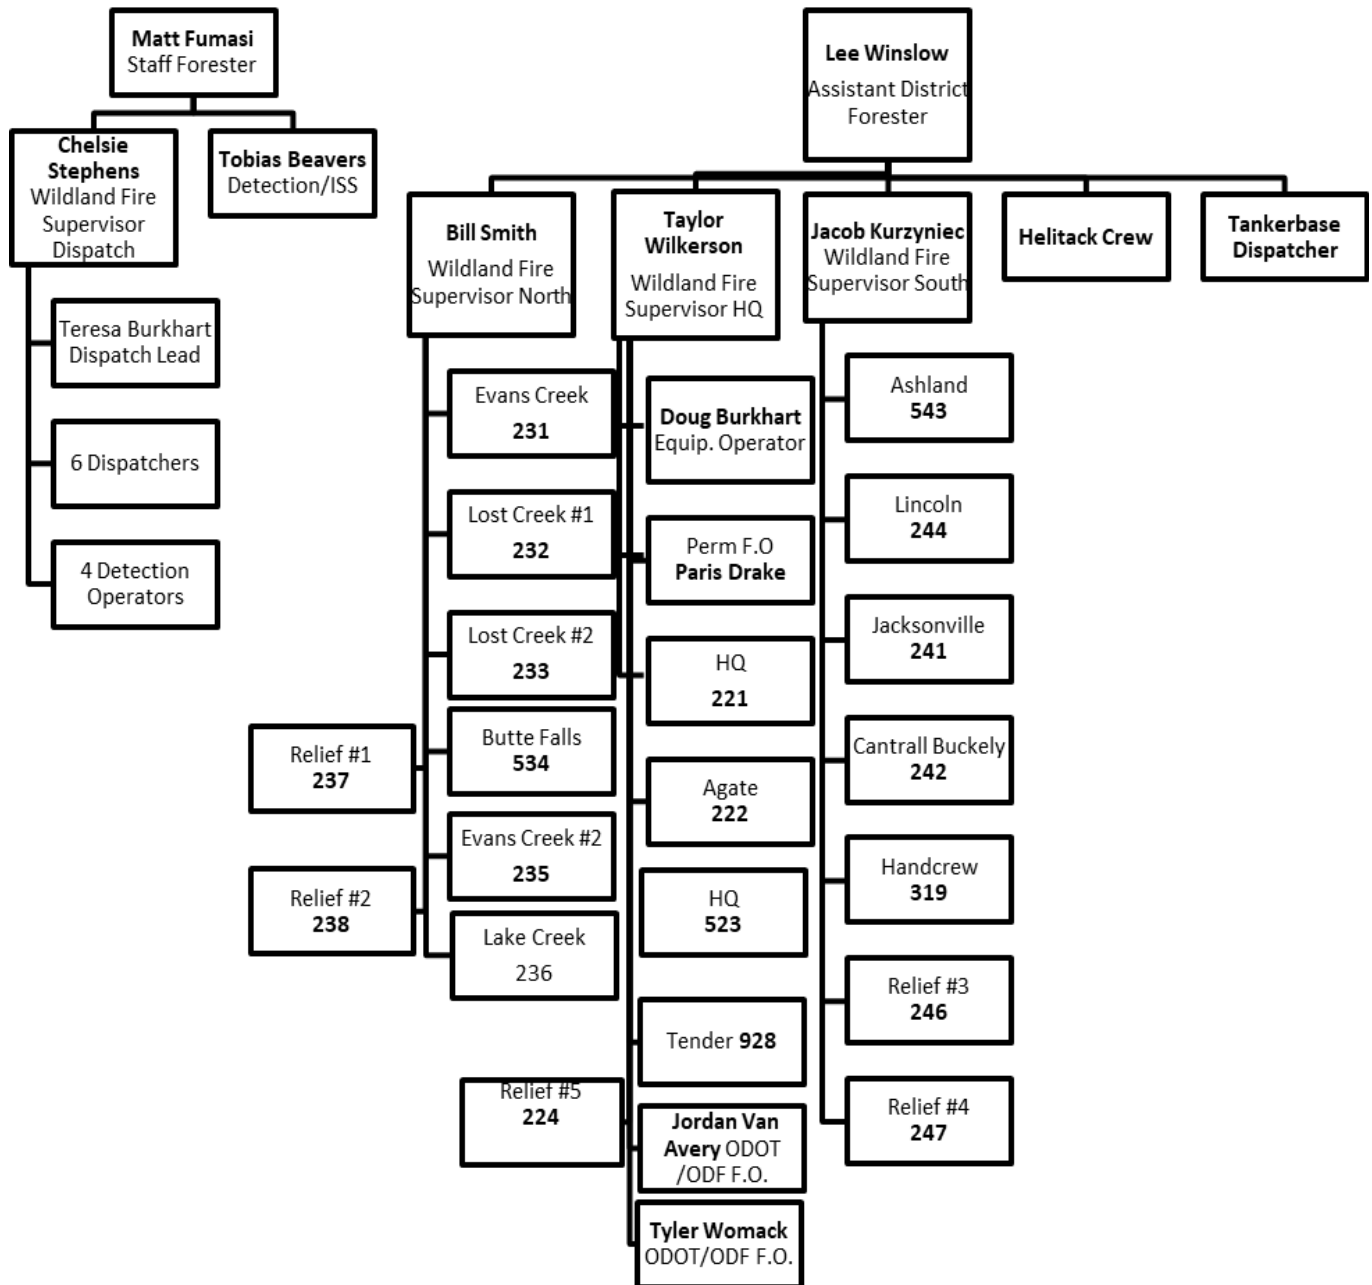 Matt Fumasi
Staff Forester
Chelsie
Stephens
Wildland Fire
Supervisor
Dispatch
Tobias Beavers
Detection/ISS
Teresa Burkhart
Dispatch Lead
6 Dispatchers
4 Detection
Operators
Lee Winslow
Assistant District
Forester
Bill Smith
Wildland Fire
Supervisor North
Evans Creek
231
Lost Creek #1
232
Lost Creek #2
233
Butte Falls
534
Evans Creek #2
235
Lake Creek
236
Relief #1
237
Relief #2
238
Taylor
Wilkerson
Wildland Fire
Supervisor HQ
Doug Burkhart
Equip. Operator
Perm F.O
Paris Drake
HQ
221
Agate
222
HQ
523
Tender 928
Relief #5
224
Jordan Van
Avery ODOT
/ODF F.O.
Tyler Womack
ODOT/ODF F.O.
Jacob Kurzyniec
Wildland Fire
Supervisor South
Ashland
543
Lincoln
244
Jacksonville
241
Cantrall Buckely
242
Handcrew
319
Relief #3
246
Relief #4
247
Helitack Crew
Tankerbase
Dispatcher